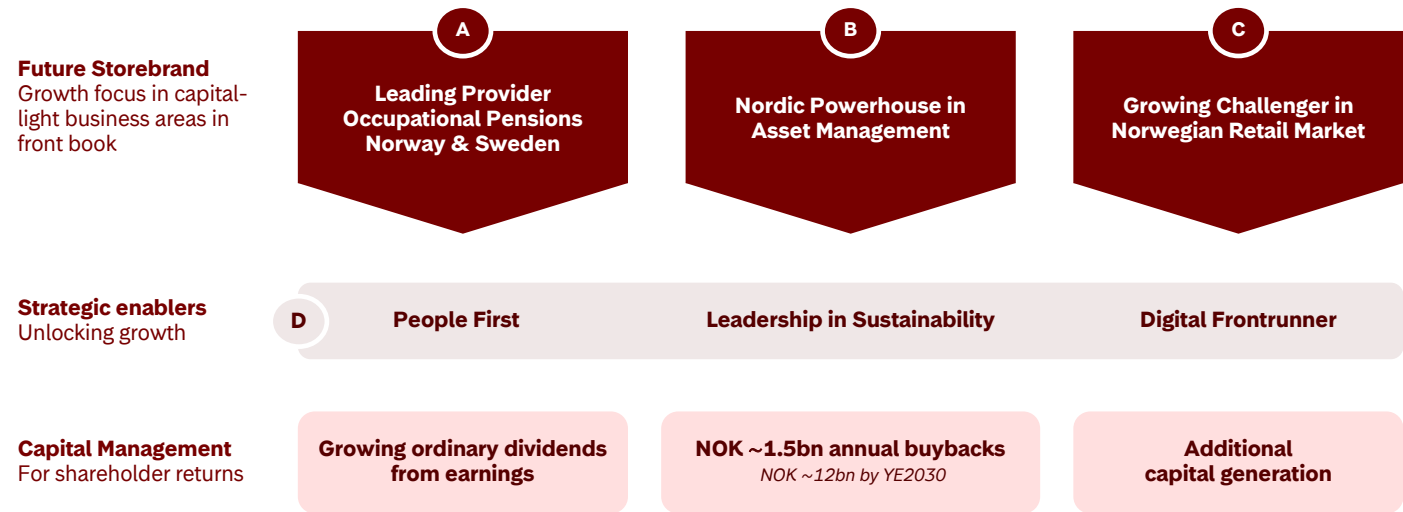 Future Storebrand
Growth focus in capital-
light business areas in
front book
A
Leading Provider
Occupational Pensions
Norway & Sweden
B
Nordic Powerhouse in
Asset Management
C
Growing Challenger in
Norwegian Retail Market
Strategic enablers
Unlocking growth
D
People First
Leadership in Sustainability
Digital Frontrunner
Capital Management
For shareholder returns
Growing ordinary dividends
from earnings
NOK ~1.5bn annual buybacks
NOK ~12bn by YE2030
Additional
capital generation